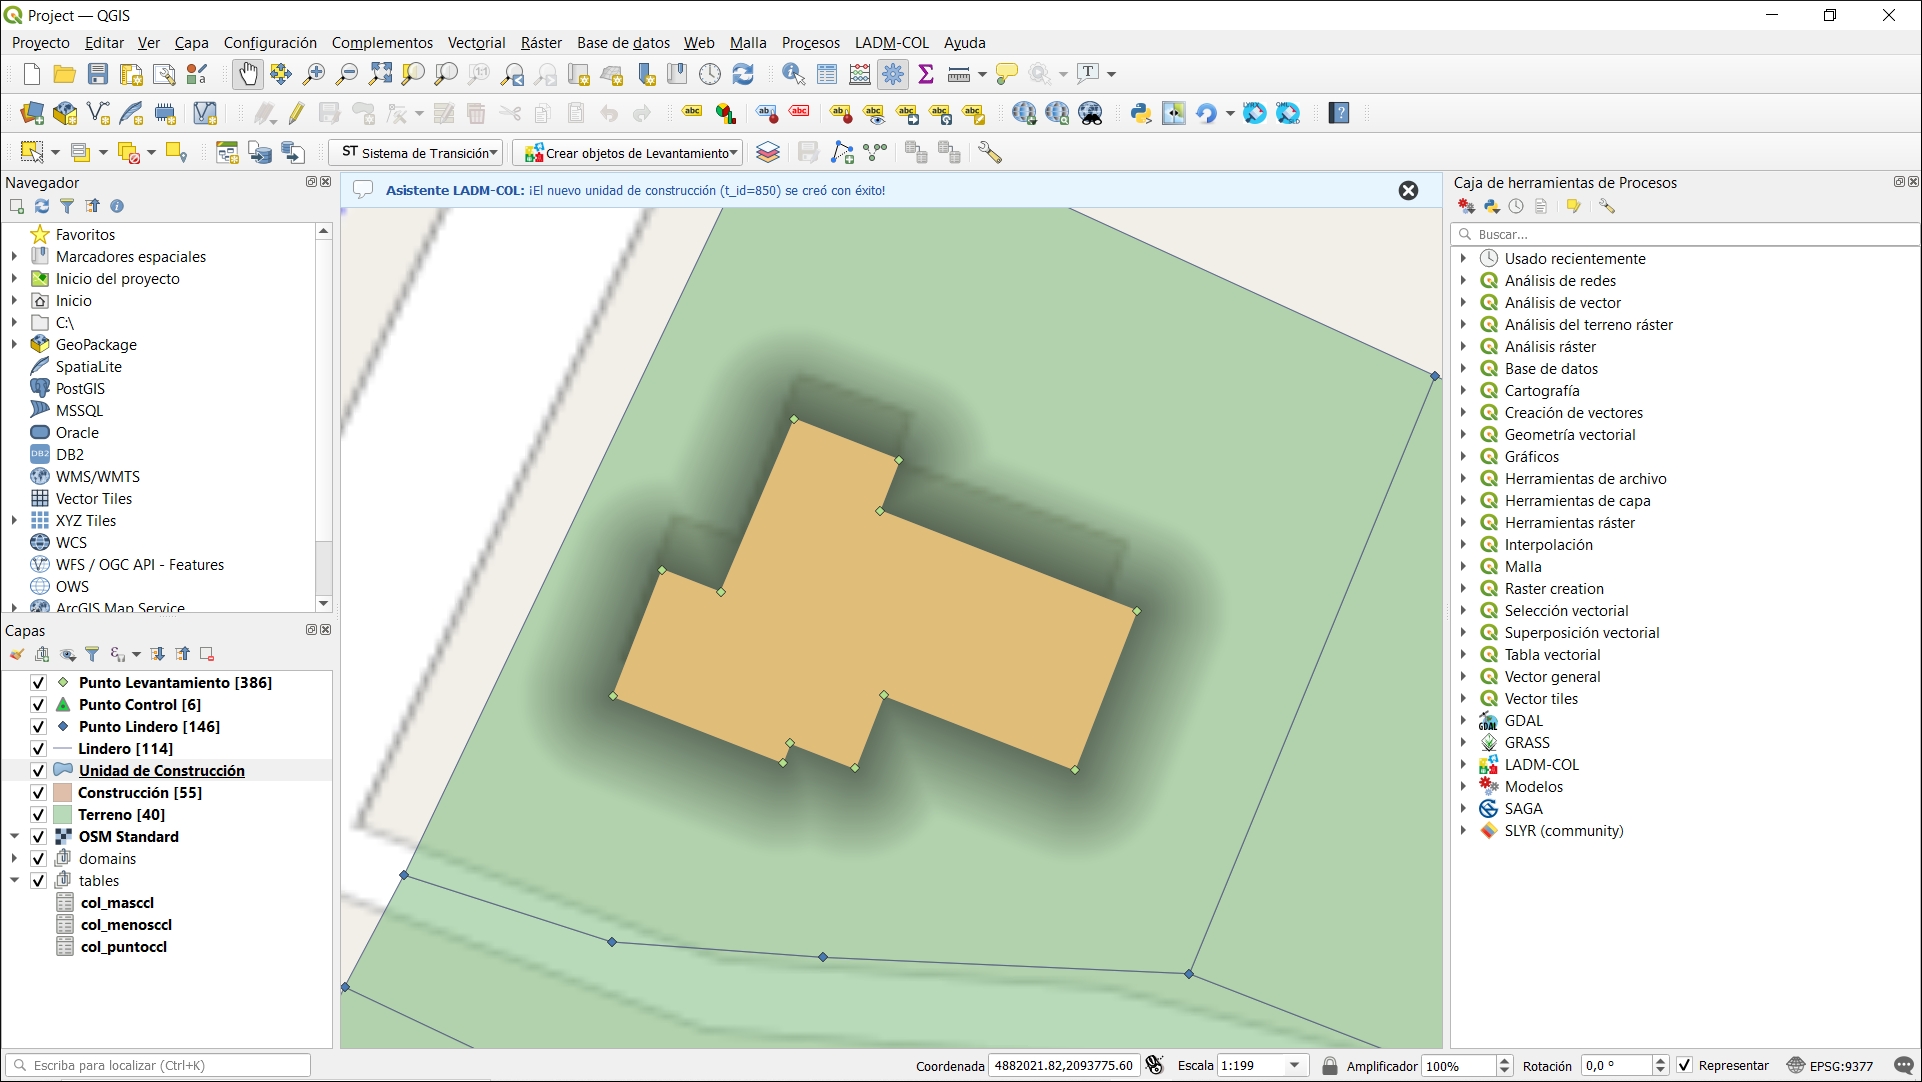 Project — QGIS
Proyecto Editar Ver Capa Configuración Complementos Vectorial Ráster Base de datos Web Malla Procesos LADM-COL Ayuda
ST Sistema de Transición Crear objetos de Levantamiento
Navegador
Favoritos
Marcadores espaciales
Inicio del proyecto
Inicio
C:\
GeoPackage
SpatiaLite
PostGIS
MSSQL
Oracle
DB2
WMS/WMTS
Vector Tiles
XYZ Tiles
WCS
WFS / OGC API - Features
OWS
ArcGIS Map Service
Capas
Punto Levantamiento [386]
Punto Control [6]
Punto Lindero [146]
Lindero [114]
Unidad de Construcción
Construcción [55]
Terreno [40]
OSM Standard
domains
tables
col_masccl
col_menosccl
col_puntoccl
Asistente LADM-COL: ¡El nuevo unidad de construcción (t_id=850) se creó con éxito!
Caja de herramientas de Procesos
Buscar...
Usado recientemente
Análisis de redes
Análisis de vector
Análisis del terreno ráster
Análisis ráster
Base de datos
Cartografía
Creación de vectores
Geometría vectorial
Gráficos
Herramientas de archivo
Herramientas de capa
Herramientas ráster
Interpolación
Malla
Raster creation
Selección vectorial
Superposición vectorial
Tabla vectorial
Vector general
Vector tiles
GDAL
GRASS
LADM-COL
Modelos
SAGA
SLYR (community)
Escriba para localizar (Ctrl+K)
Coordenada 4882021.82,2093775.60 Escala 1:199 Amplificador 100% Rotación 0,0 ° Representar EPSG:9377